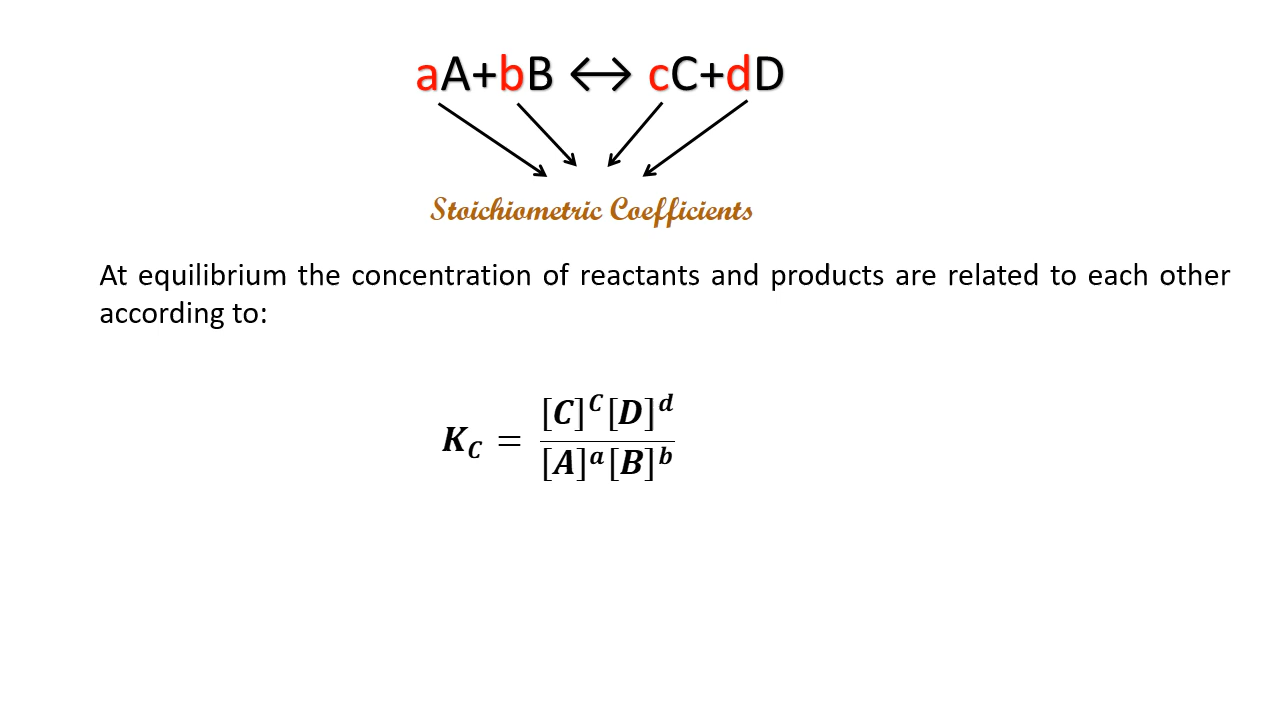 aA+bB ↔ cC+dD
Stoichiometric Coefficients
At equilibrium the concentration of reactants and products are related to each other
according to:
K_C = [C]^C[D]^d / [A]^a[B]^b